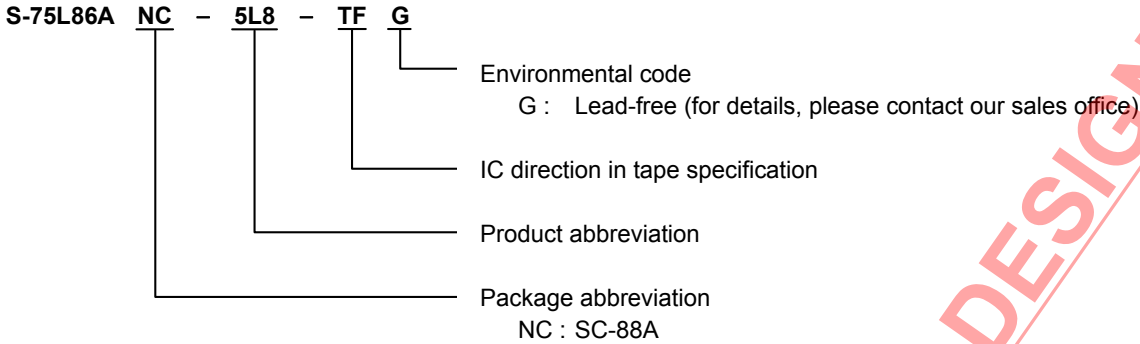 S-75L86A NC – 5L8 – TF G
Environmental code
G : Lead-free (for details, please contact our sales office)
IC direction in tape specification
Product abbreviation
Package abbreviation
NC : SC-88A
DESIGN